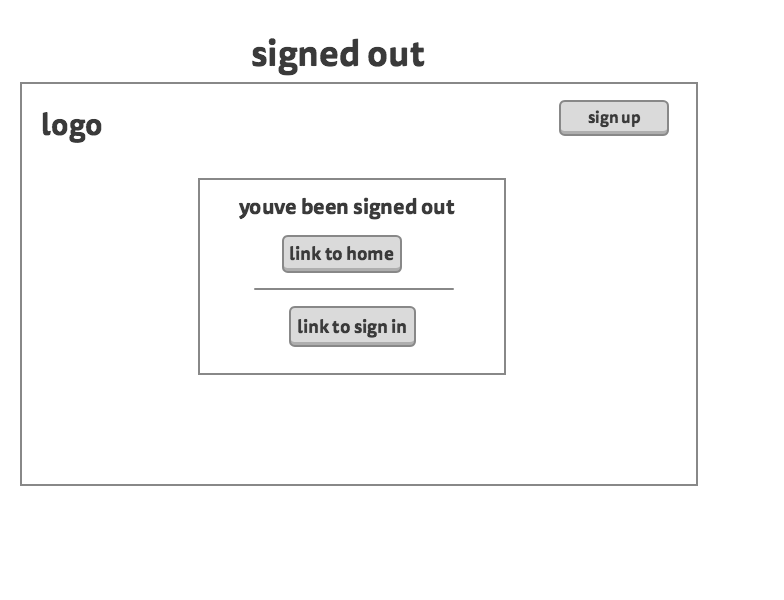 signed out
logo
sign up
youve been signed out
link to home
link to sign in